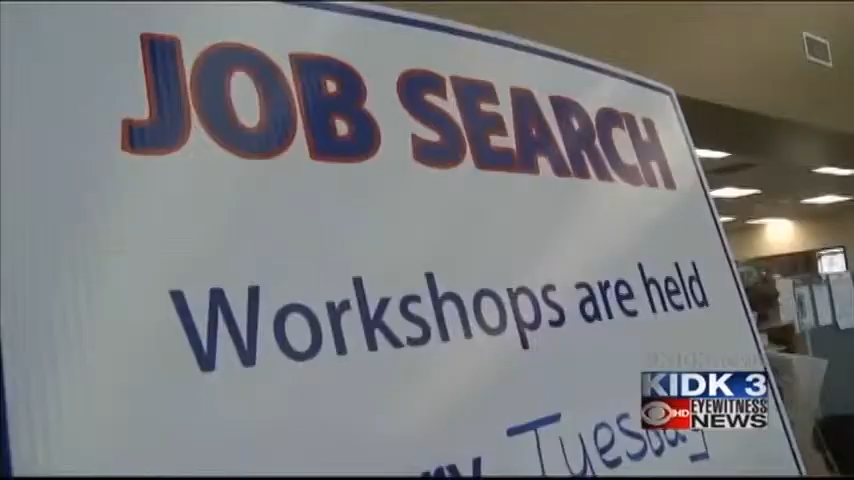 JOB SEARCH
Workshops are held
Tuesday
KIDK 3
HD EYEWITNESS
NEWS